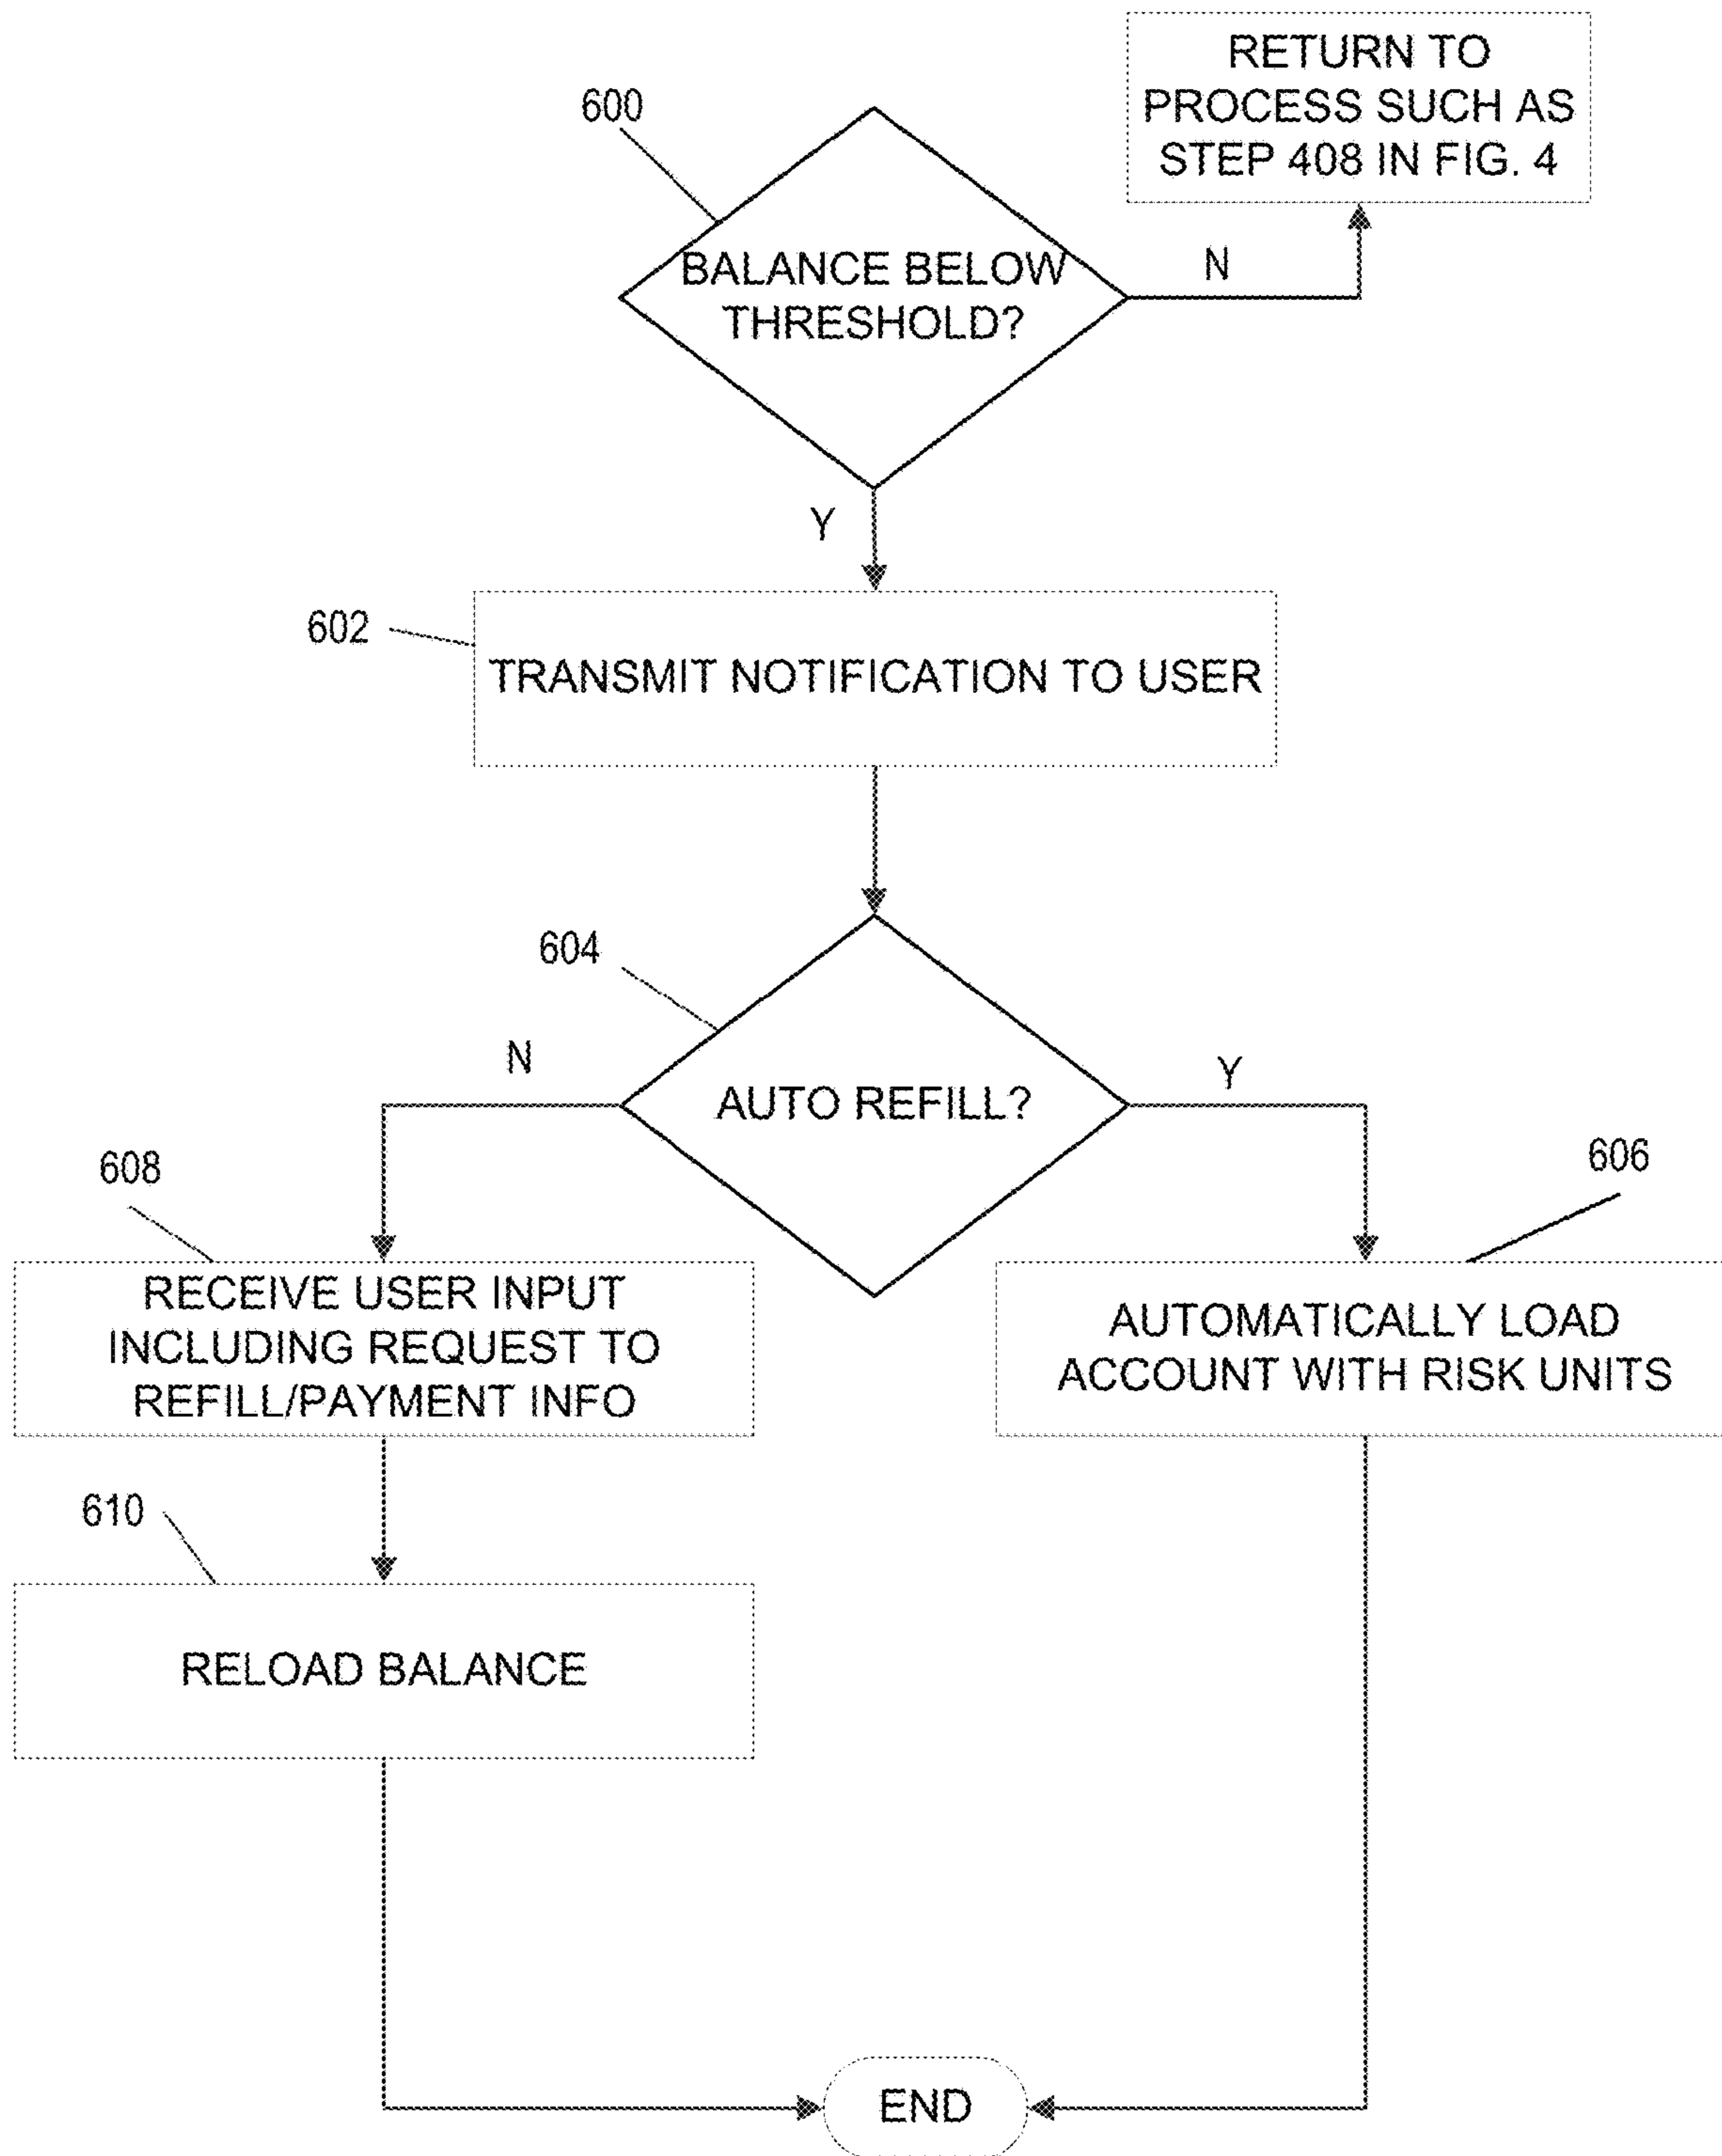 RETURN TO
PROCESS SUCH AS
STEP 408 IN FIG. 4
600
BALANCE BELOW
THRESHOLD?
N
Y
602
TRANSMIT NOTIFICATION TO USER
604
AUTO REFILL?
N
Y
608
RECEIVE USER INPUT
INCLUDING REQUEST TO
REFILL/PAYMENT INFO
606
AUTOMATICALLY LOAD
ACCOUNT WITH RISK UNITS
610
RELOAD BALANCE
END